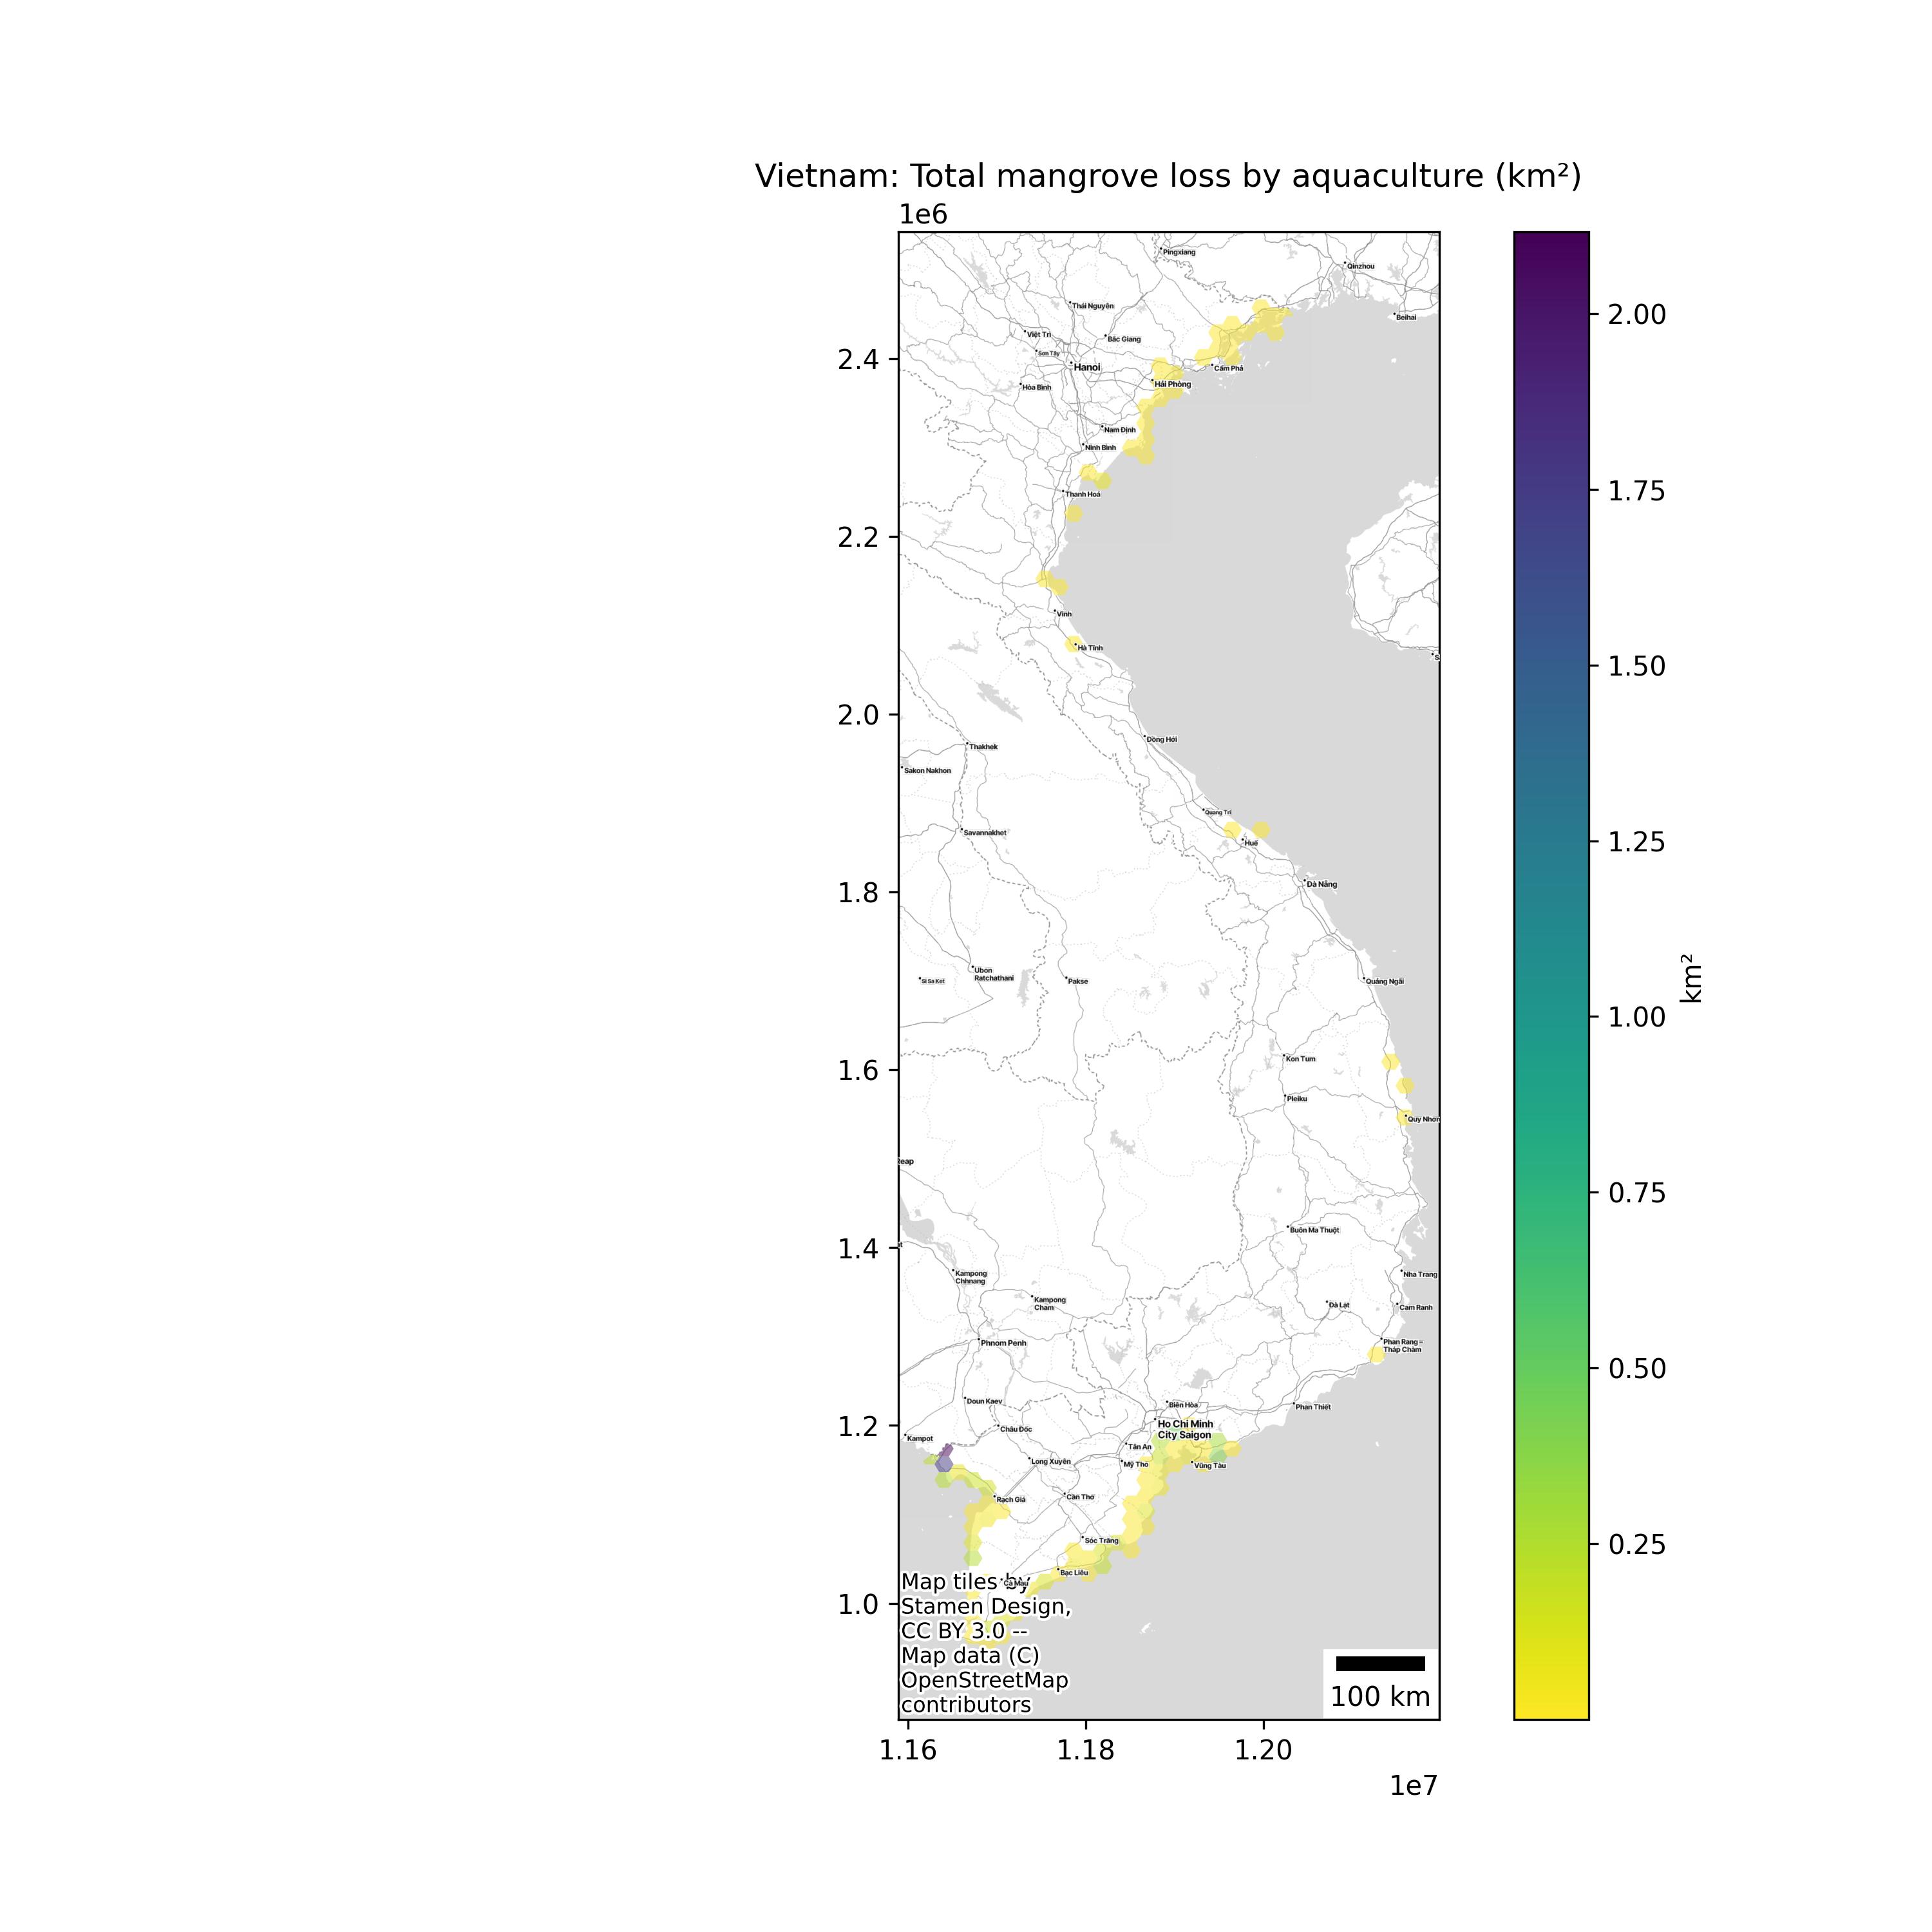 Vietnam: Total mangrove loss by aquaculture (km²)
1e6
Pingxiang
Qinzhou
Thái Nguyên
Beihai
Việt Trì
Bắc Giang
Sơn Tây
2.4
Hanoi
Cẩm Phả
Hòa Bình
Hải Phòng
Nam Định
Ninh Bình
Thanh Hoá
2.2
Vinh
Hà Tĩnh
2.0
Đồng Hới
Thakhek
Sakon Nakhon
Quảng Trị
Savannakhet
Huế
1.8
Đà Nẵng
Ubon
Ratchathani
Si Sa Ket
Pakse
Quảng Ngãi
1.6
Kon Tum
Pleiku
Quy Nhon
eap
1.4
Buôn Ma Thuột
Kampong
Chhnang
Nha Trang
Kampong
Cham
Đà Lạt
Cam Ranh
Phnom Penh
Phan Rang –
Tháp Chàm
1.2
Doun Kaev
Biên Hòa
Phan Thiết
Châu Đốc
Ho Chi Minh
City Saigon
Kampot
Tân An
Long Xuyên
Mỹ Tho
Vũng Tàu
Rạch Giá
Cần Thơ
Sóc Trăng
Bạc Liêu
Cà Mau
1.0
Map tiles by
Stamen Design,
CC BY 3.0 --
Map data (C)
OpenStreetMap
contributors
100 km
1.16
1.18
1.20
1e7
2.00
1.75
1.50
1.25
1.00
0.75
0.50
0.25
km²